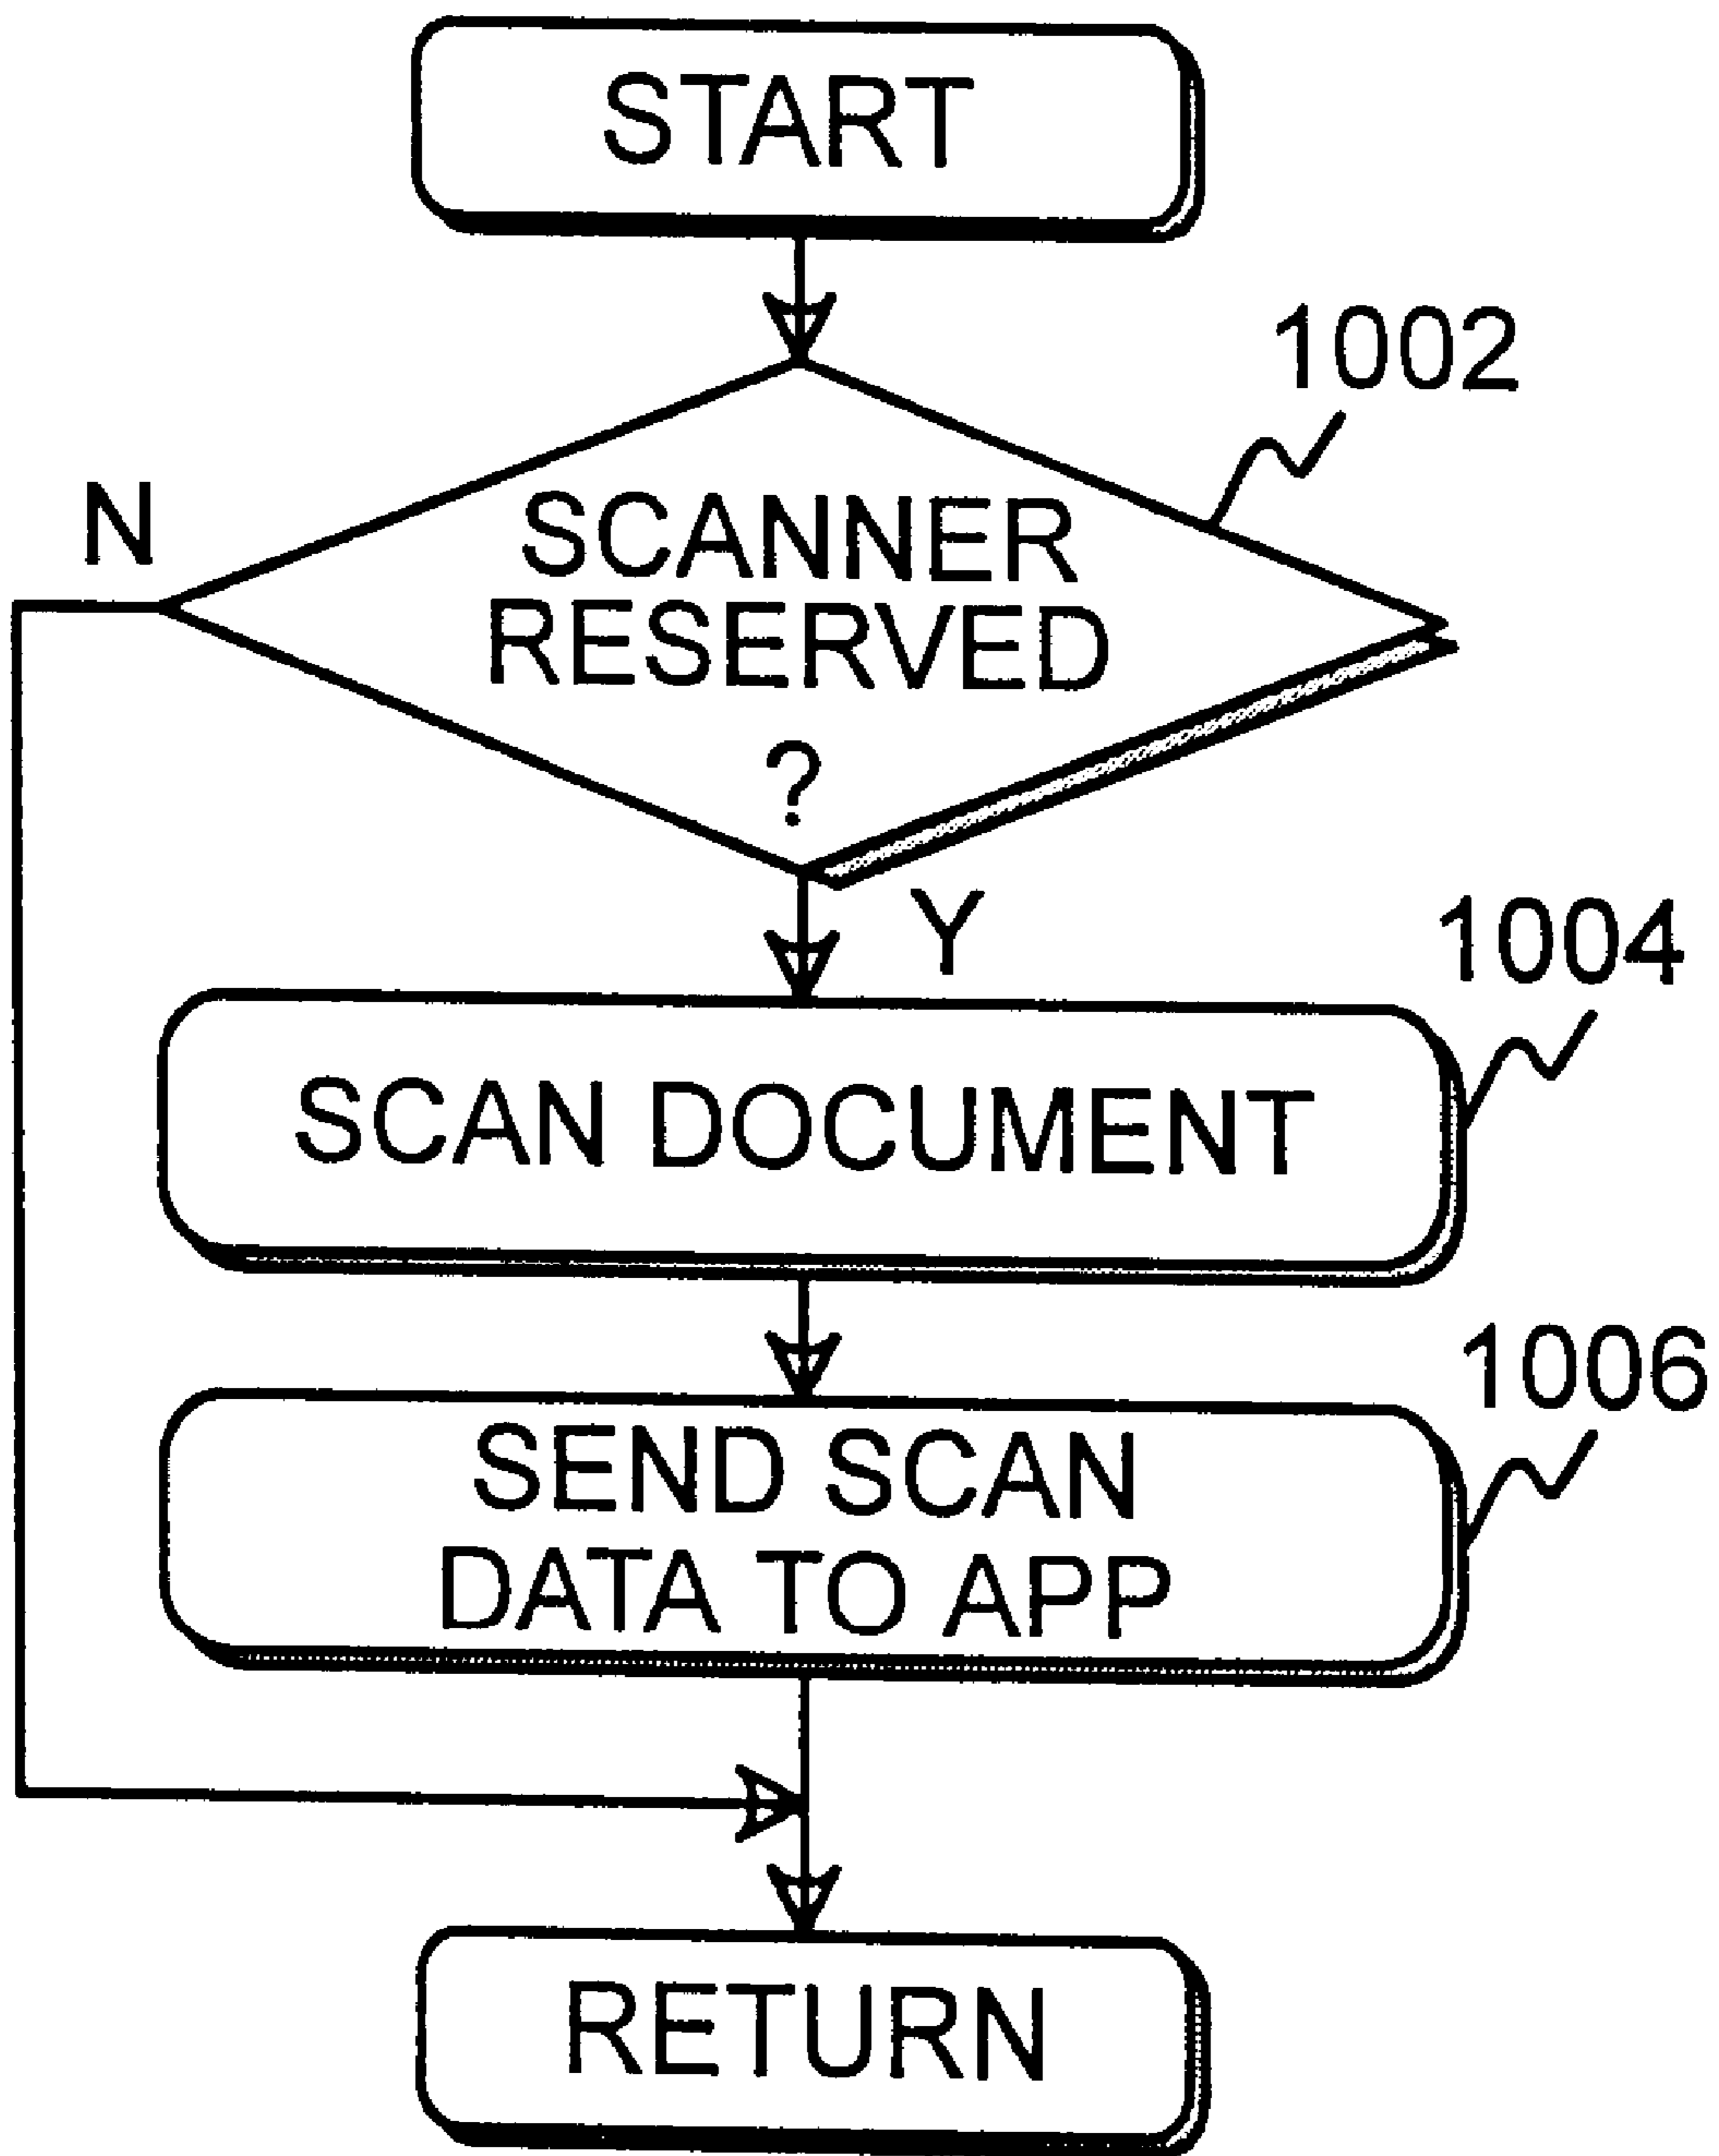 START
1002
N
SCANNER
RESERVED
?
Y
1004
SCAN DOCUMENT
1006
SEND SCAN
DATA TO APP
RETURN